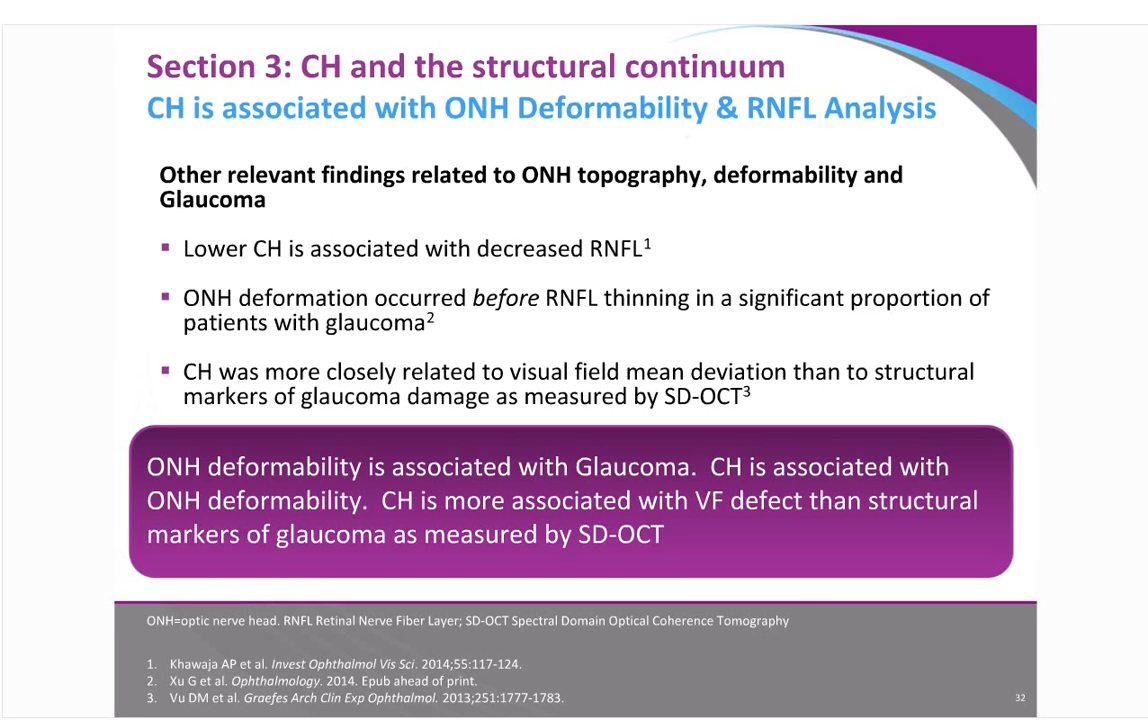 Section 3: CH and the structural continuum
CH is associated with ONH Deformability & RNFL Analysis
Other relevant findings related to ONH topography, deformability and
Glaucoma
▪ Lower CH is associated with decreased RNFL¹
▪ ONH deformation occurred before RNFL thinning in a significant proportion of
patients with glaucoma²
▪ CH was more closely related to visual field mean deviation than to structural
markers of glaucoma damage as measured by SD-OCT³
ONH deformability is associated with Glaucoma. CH is associated with
ONH deformability. CH is more associated with VF defect than structural
markers of glaucoma as measured by SD-OCT
ONH=optic nerve head. RNFL Retinal Nerve Fiber Layer; SD-OCT Spectral Domain Optical Coherence Tomography
1. Khawaja AP et al. Invest Ophthalmol Vis Sci. 2014;55:117-124.
2. Xu G et al. Ophthalmology. 2014. Epub ahead of print.
3. Vu DM et al. Graefes Arch Clin Exp Ophthalmol. 2013;251:1777-1783.
32